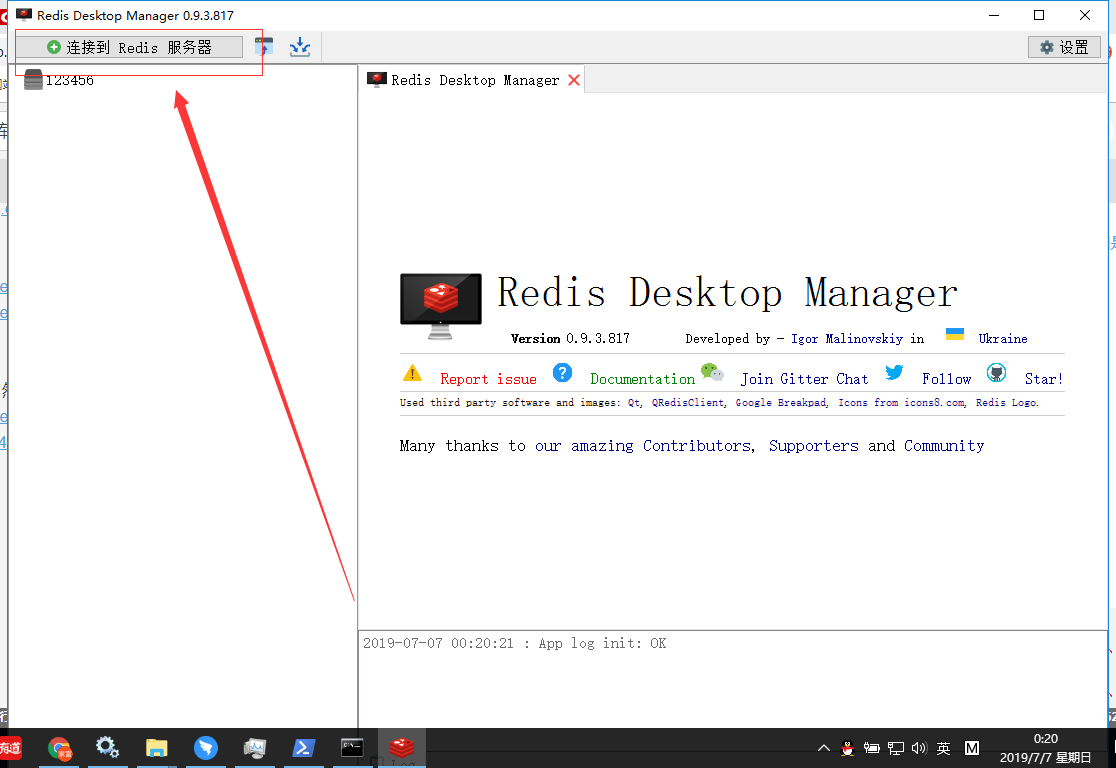 Redis Desktop Manager 0.9.3.817
连接到 Redis 服务器
设置
123456
Redis Desktop Manager
Redis Desktop Manager
Version 0.9.3.817 Developed by - Igor Malinovskiy in Ukraine
Report issue Documentation Join Gitter Chat Follow Star!
Used third party software and images: Qt, QRedisClient, Google Breakpad, Icons from icons8.com, Redis Logo.
Many thanks to our amazing Contributors, Supporters and Community
2019-07-07 00:20:21 : App log init: OK
英 M
0:20
2019/7/7 星期日